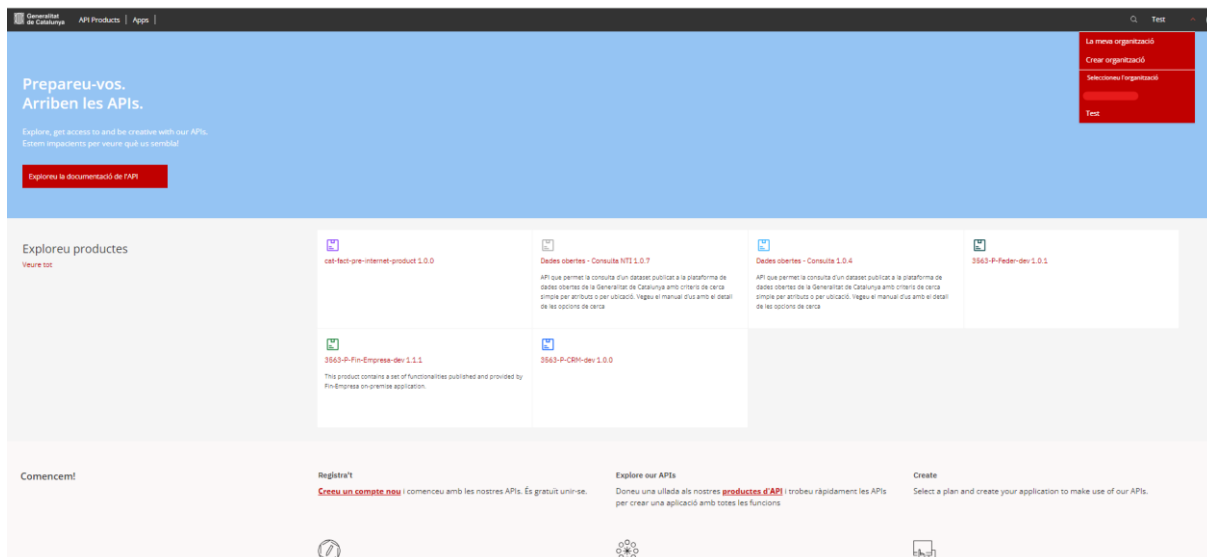 Generalitat
de Catalunya
API Products | Apps |
Test
La meva organització
Crear organització
Seleccioneu l'organització
Test
Prepareu-vos.
Arriben les APIs.
Explore, get access to and be creative with our APIs.
Estem impacients per veure què us sembla!
Exploreu la documentació de l'API
Exploreu productes
Veure tot
cat-fact-pre-internet-product 1.0.0
Dades obertes - Consulta NTI 1.0.7
API que permet la consulta d'un dataset publicat a la plataforma de
dades obertes de la Generalitat de Catalunya amb criteris de cerca
simple per atributs o per ubicació. Vegeu el manual d'us amb el detall
de les opcions de cerca
Dades obertes - Consulta 1.0.4
API que permet la consulta d'un dataset publicat a la plataforma de
dades obertes de la Generalitat de Catalunya amb criteris de cerca
simple per atributs o per ubicació. Vegeu el manual d'us amb el detall
de les opcions de cerca
3563-P-Feder-dev 1.0.1
3563-P-Fin-Empresa-dev 1.1.1
This product contains a set of functionalities published and provided by
Fin-Empresa on-premise application.
3563-P-CRM-dev 1.0.0
Comencem!
Registra't
Creeu un compte nou i comenceu amb les nostres APIs. És gratuït unir-se.
Explore our APIs
Doneu una ullada als nostres productes d'API i trobeu ràpidament les APIs
per crear una aplicació amb totes les funcions
Create
Select a plan and create your application to make use of our APIs.